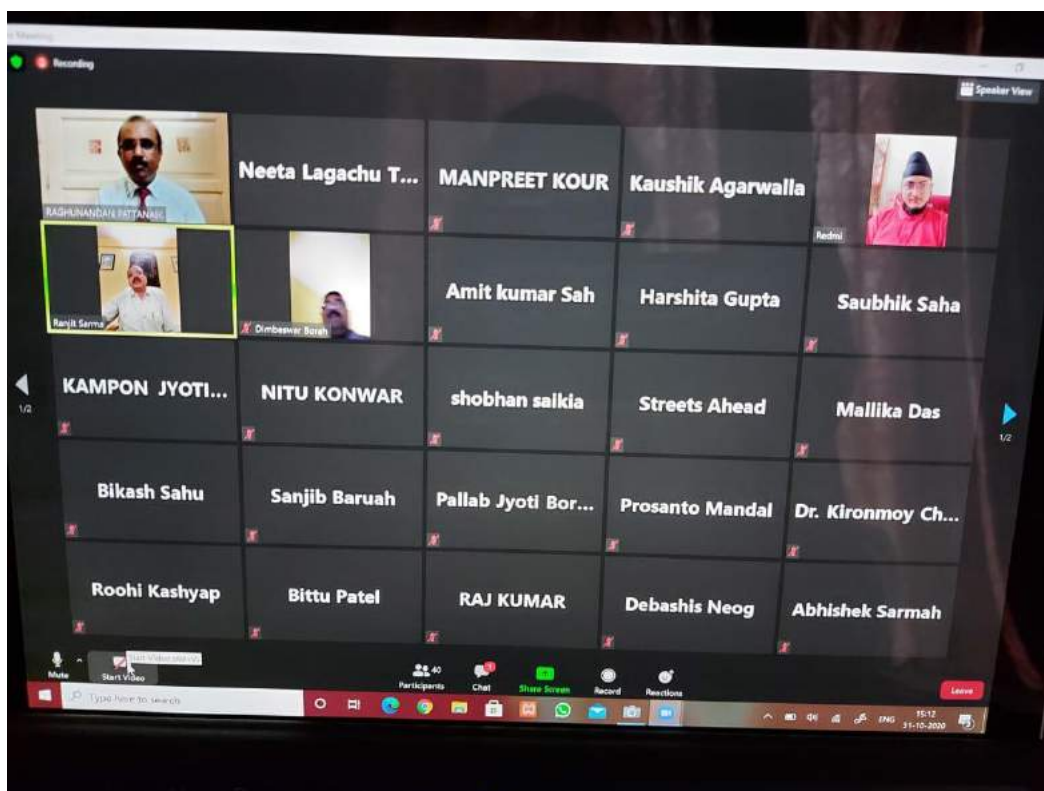 Recording
Speaker View
RAGHUNANDAN PATTANAIK
Neeta Lagachu T...
MANPREET KOUR
Kaushik Agarwalla
Redmi
Ranjit Sarma
Dimbeswar Borah
Amit kumar Sah
Harshita Gupta
Saubhik Saha
1/2
KAMPON JYOTI...
NITU KONWAR
shobhan saikia
Streets Ahead
Mallika Das
1/2
Bikash Sahu
Sanjib Baruah
Pallab Jyoti Bor...
Prosanto Mandal
Dr. Kironmoy Ch...
Roohi Kashyap
Bittu Patel
RAJ KUMAR
Debashis Neog
Abhishek Sarmah
Mute
Start Video
40
Participants
1
Chat
Share Screen
Record
Reactions
Leave
Type here to search
ENG
15:12
31-10-2020